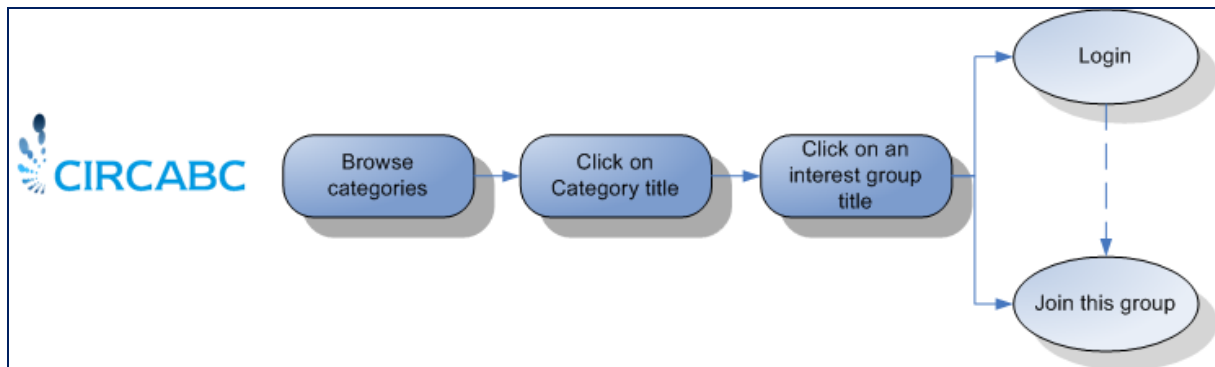 CIRCABC
Browse
categories
Click on
Category title
Click on an
interest group
title
Login
Join this group